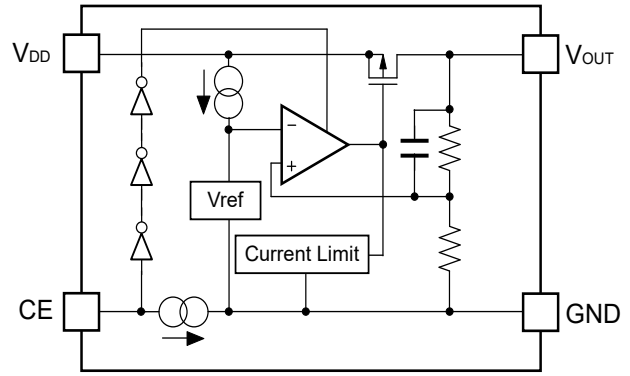 VDD
VOUT
−
+
Vref
Current Limit
CE
GND